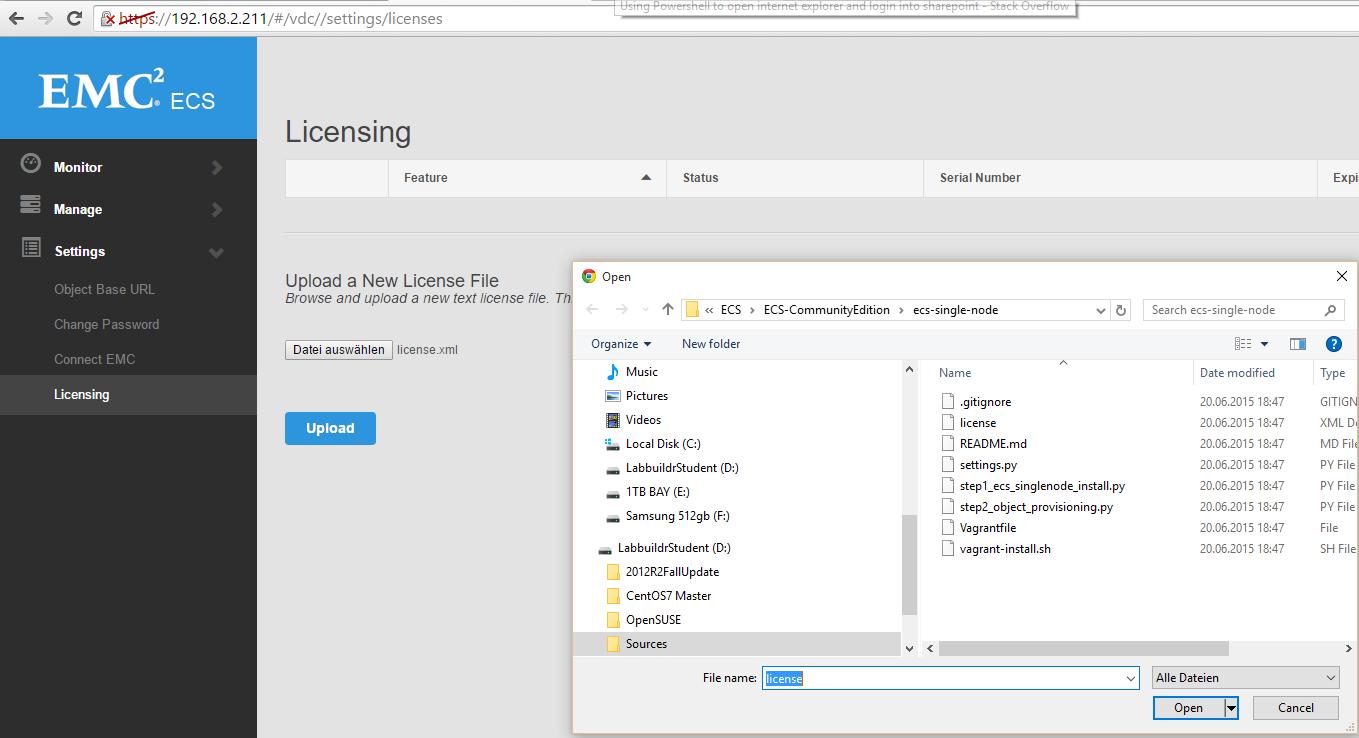 Using Powershell to open internet explorer and login into sharepoint - Stack Overflow
https://192.168.2.211/#/vdc//settings/licenses
EMC² ECS
Monitor
Manage
Settings
Object Base URL
Change Password
Connect EMC
Licensing
Licensing
Feature Status Serial Number Expi
Upload a New License File
Browse and upload a new text license file. Th
Datei auswählen license.xml
Upload
Open
« ECS > ECS-CommunityEdition > ecs-single-node
Search ecs-single-node
Organize New folder
Music
Pictures
Videos
Local Disk (C:)
LabbuildrStudent (D:)
1TB BAY (E:)
Samsung 512gb (F:)
LabbuildrStudent (D:)
2012R2FallUpdate
CentOS7 Master
OpenSUSE
Sources
Name Date modified Type
.gitignore 20.06.2015 18:47 GITIGN
license 20.06.2015 18:47 XML Do
README.md 20.06.2015 18:47 MD File
settings.py 20.06.2015 18:47 PY File
step1_ecs_singlenode_install.py 20.06.2015 18:47 PY File
step2_object_provisioning.py 20.06.2015 18:47 PY File
Vagrantfile 20.06.2015 18:47 File
vagrant-install.sh 20.06.2015 18:47 SH File
File name: license Alle Dateien
Open Cancel